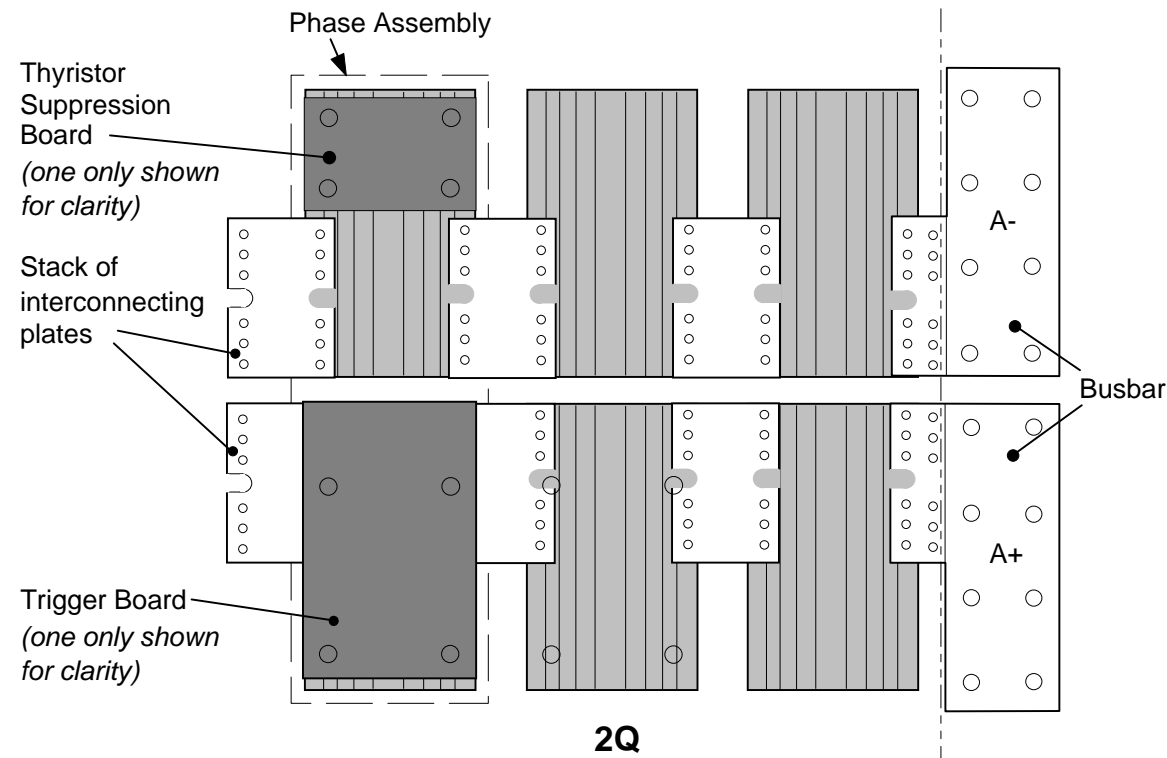 Phase Assembly
Thyristor
Suppression
Board
(one only shown
for clarity)
A-
Stack of
interconnecting
plates
Busbar
A+
Trigger Board
(one only shown
for clarity)
2Q